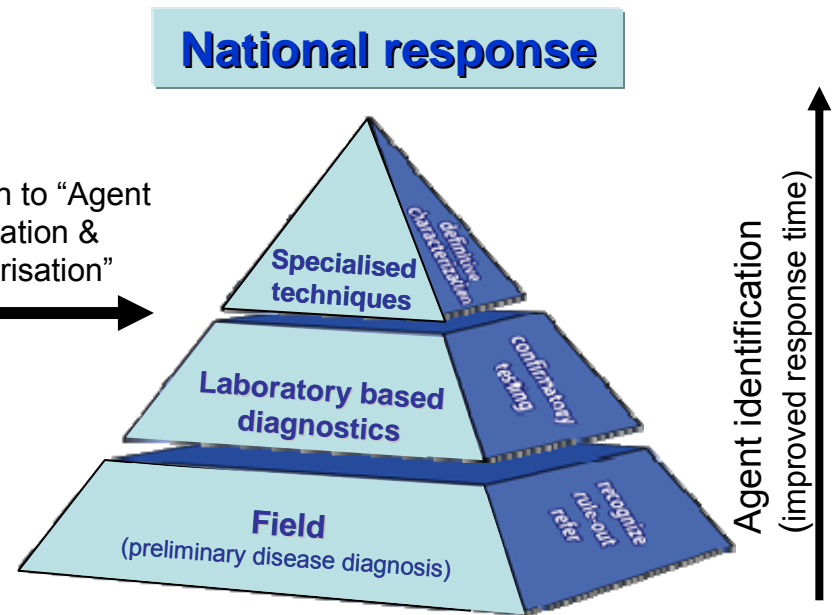 National response
n to “Agent
ation &
risation”
Specialised
techniques
definitive
characterization
Laboratory based
diagnostics
confirmatory
testing
Field
(preliminary disease diagnosis)
recognize
rule-out
refer
Agent identification
(improved response time)